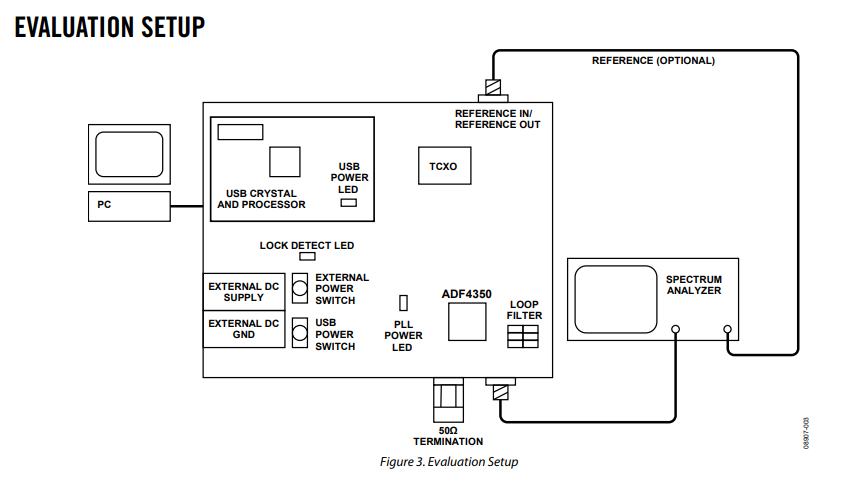 EVALUATION SETUP
REFERENCE (OPTIONAL)
REFERENCE IN/
REFERENCE OUT
TCXO
USB
POWER
LED
USB CRYSTAL
AND PROCESSOR
PC
LOCK DETECT LED
EXTERNAL DC
SUPPLY
EXTERNAL
POWER
SWITCH
EXTERNAL DC
GND
USB
POWER
SWITCH
PLL
POWER
LED
ADF4350
LOOP
FILTER
SPECTRUM
ANALYZER
50Ω
TERMINATION
08907-003
Figure 3. Evaluation Setup